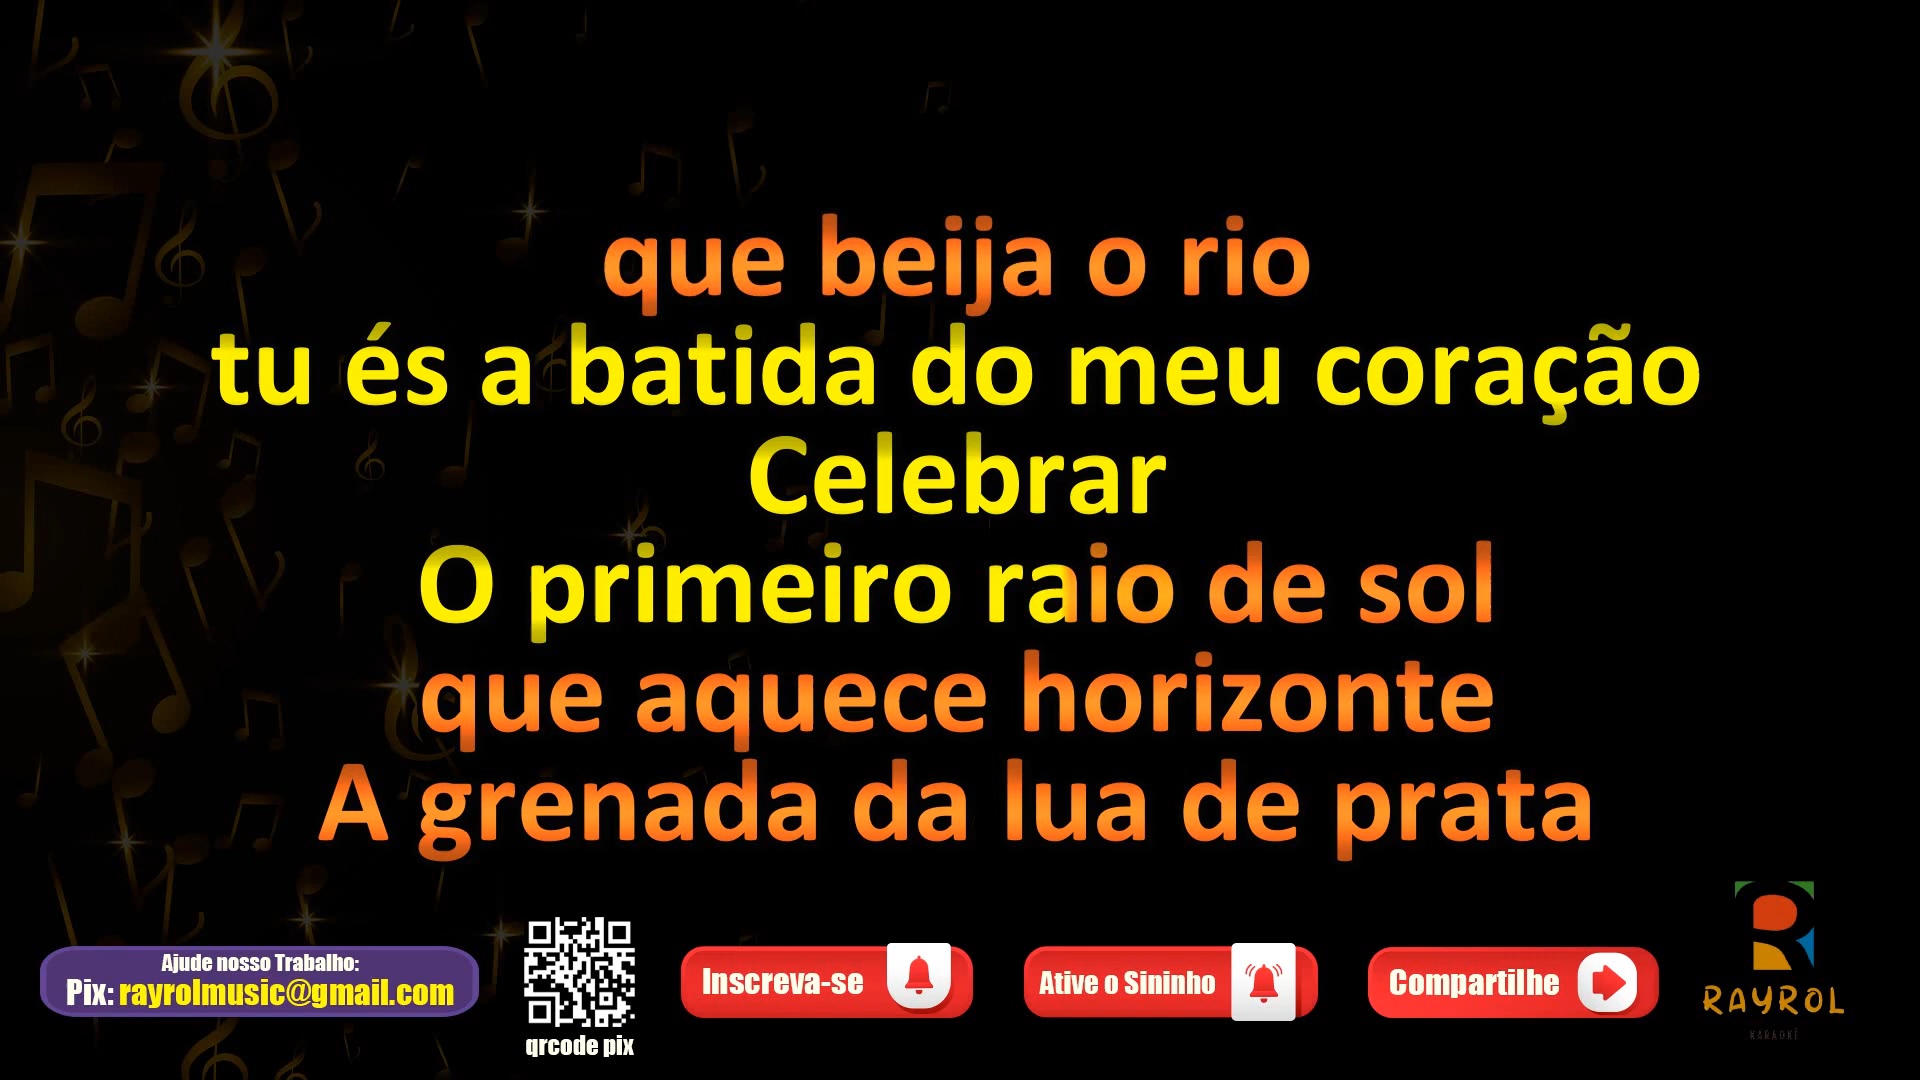 que beija o rio
tu és a batida do meu coração
Celebrar
O primeiro raio de sol
que aquece horizonte
A grenada da lua de prata
Ajude nosso Trabalho:
Pix: rayrolmusic@gmail.com
qrcode pix
Inscreva-se
Ative o Sininho
Compartilhe
RAYROL
KARAOKÊ